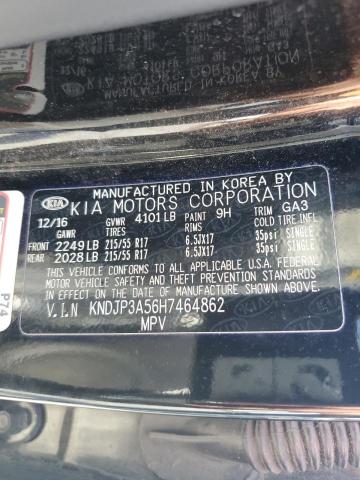 MANUFACTURED IN KOREA BY
KIA KIA MOTORS CORPORATION
12/16 GVWR 4101 LB PAINT 9H TRIM GA3
GAWR TIRES RIMS COLD TIRE INFL
FRONT 2249 LB 215/55 R17 6.5JX17 35psi SINGLE
REAR 2028 LB 215/55 R17 6.5JX17 35psi SINGLE
THIS VEHICLE CONFORMS TO ALL APPLICABLE U.S.A. FEDERAL
MOTOR VEHICLE SAFETY AND THEFT PREVENTION STANDARDS
IN EFFECT ON THE DATE OF MANUFACTURE SHOWN ABOVE.
V.I.N KNDJP3A56H7464862
MPV
P74